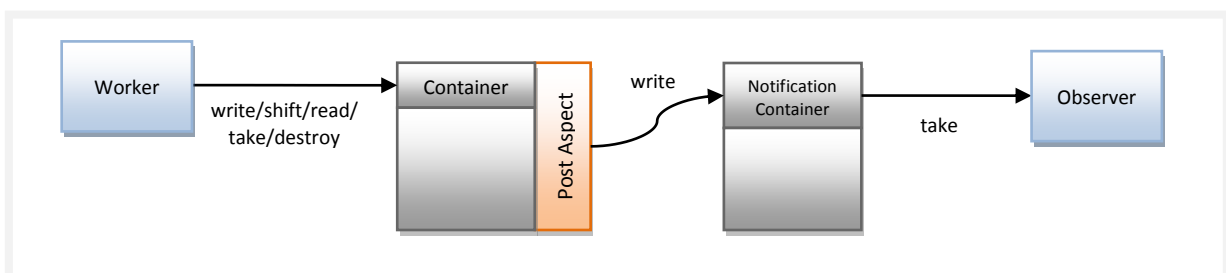 Worker
write/shift/read/
take/destroy
Container
Post Aspect
write
Notification
Container
take
Observer